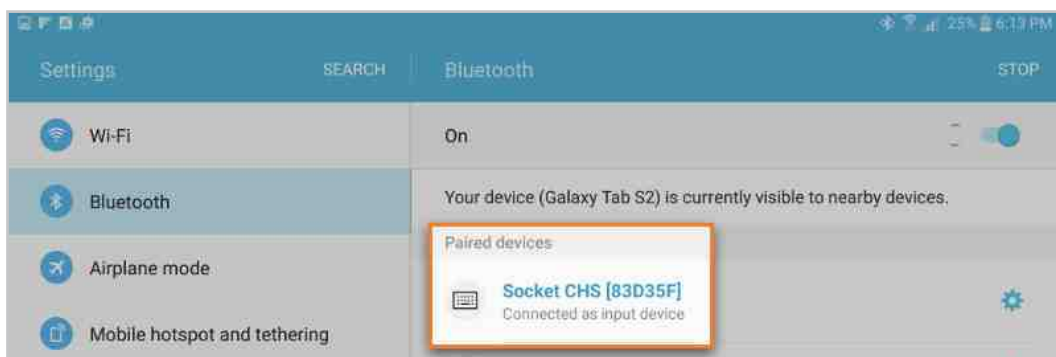 25% 6:13 PM
Settings SEARCH Bluetooth STOP
Wi-Fi
On
Bluetooth
Your device (Galaxy Tab S2) is currently visible to nearby devices.
Paired devices
Airplane mode
Socket CHS [83D35F]
Connected as input device
Mobile hotspot and tethering